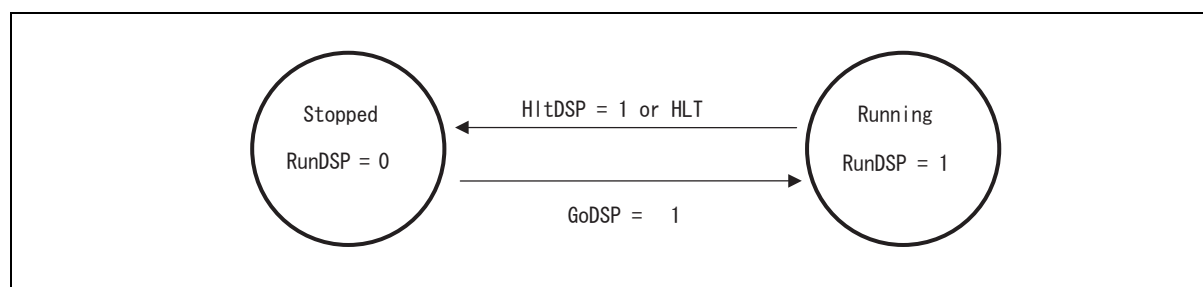 Stopped
RunDSP = 0
HltDSP = 1 or HLT
GoDSP = 1
Running
RunDSP = 1